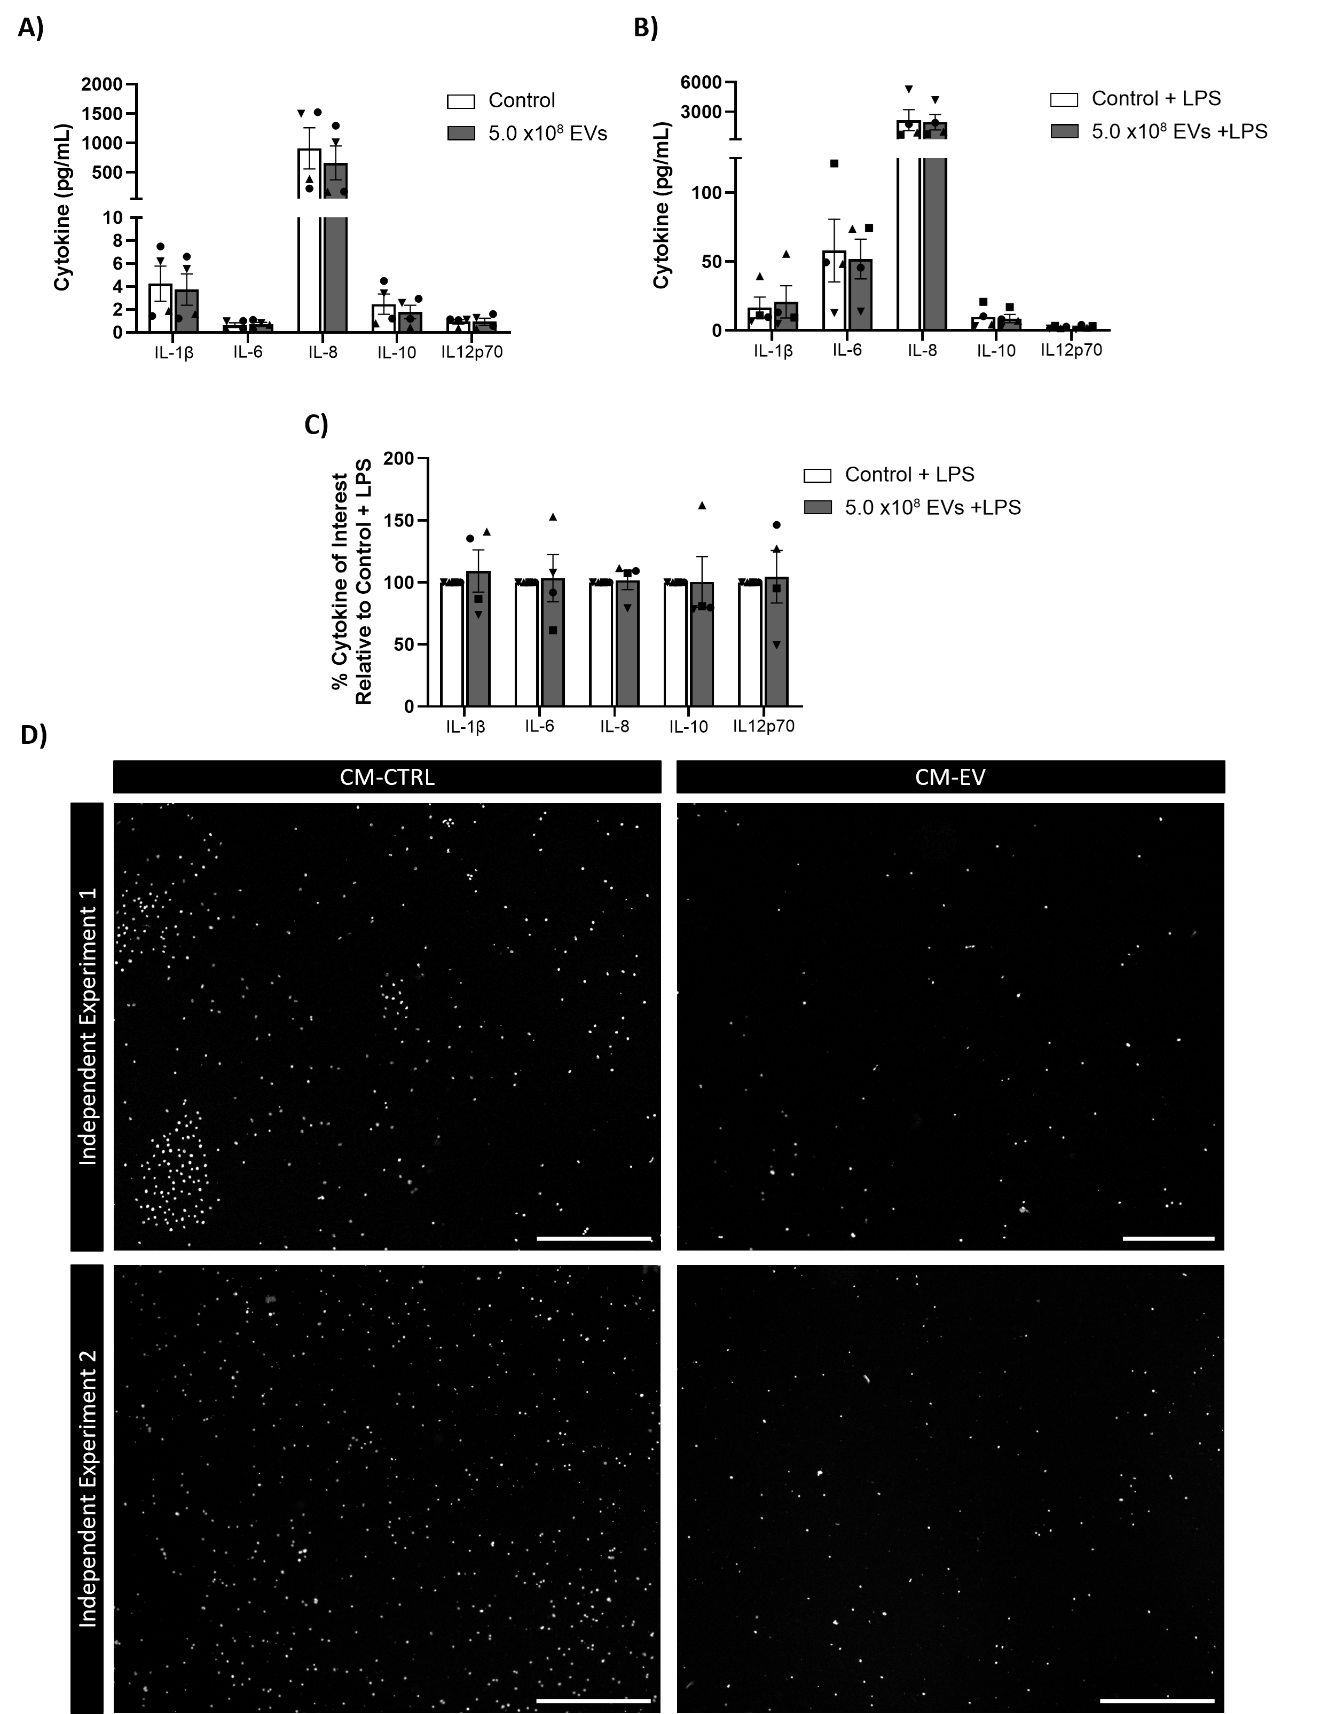 A)
2000
1500
1000
500
10
8
6
4
2
0
Cytokine (pg/mL)
IL-1β IL-6 IL-8 IL-10 IL12p70
Control
5.0 x10⁸ EVs
B)
6000
3000
100
50
0
Cytokine (pg/mL)
IL-1β IL-6 IL-8 IL-10 IL12p70
Control + LPS
5.0 x10⁸ EVs +LPS
C)
200
150
100
50
0
% Cytokine of Interest
Relative to Control + LPS
IL-1β IL-6 IL-8 IL-10 IL12p70
Control + LPS
5.0 x10⁸ EVs +LPS
D)
CM-CTRL CM-EV
Independent Experiment 1
Independent Experiment 2